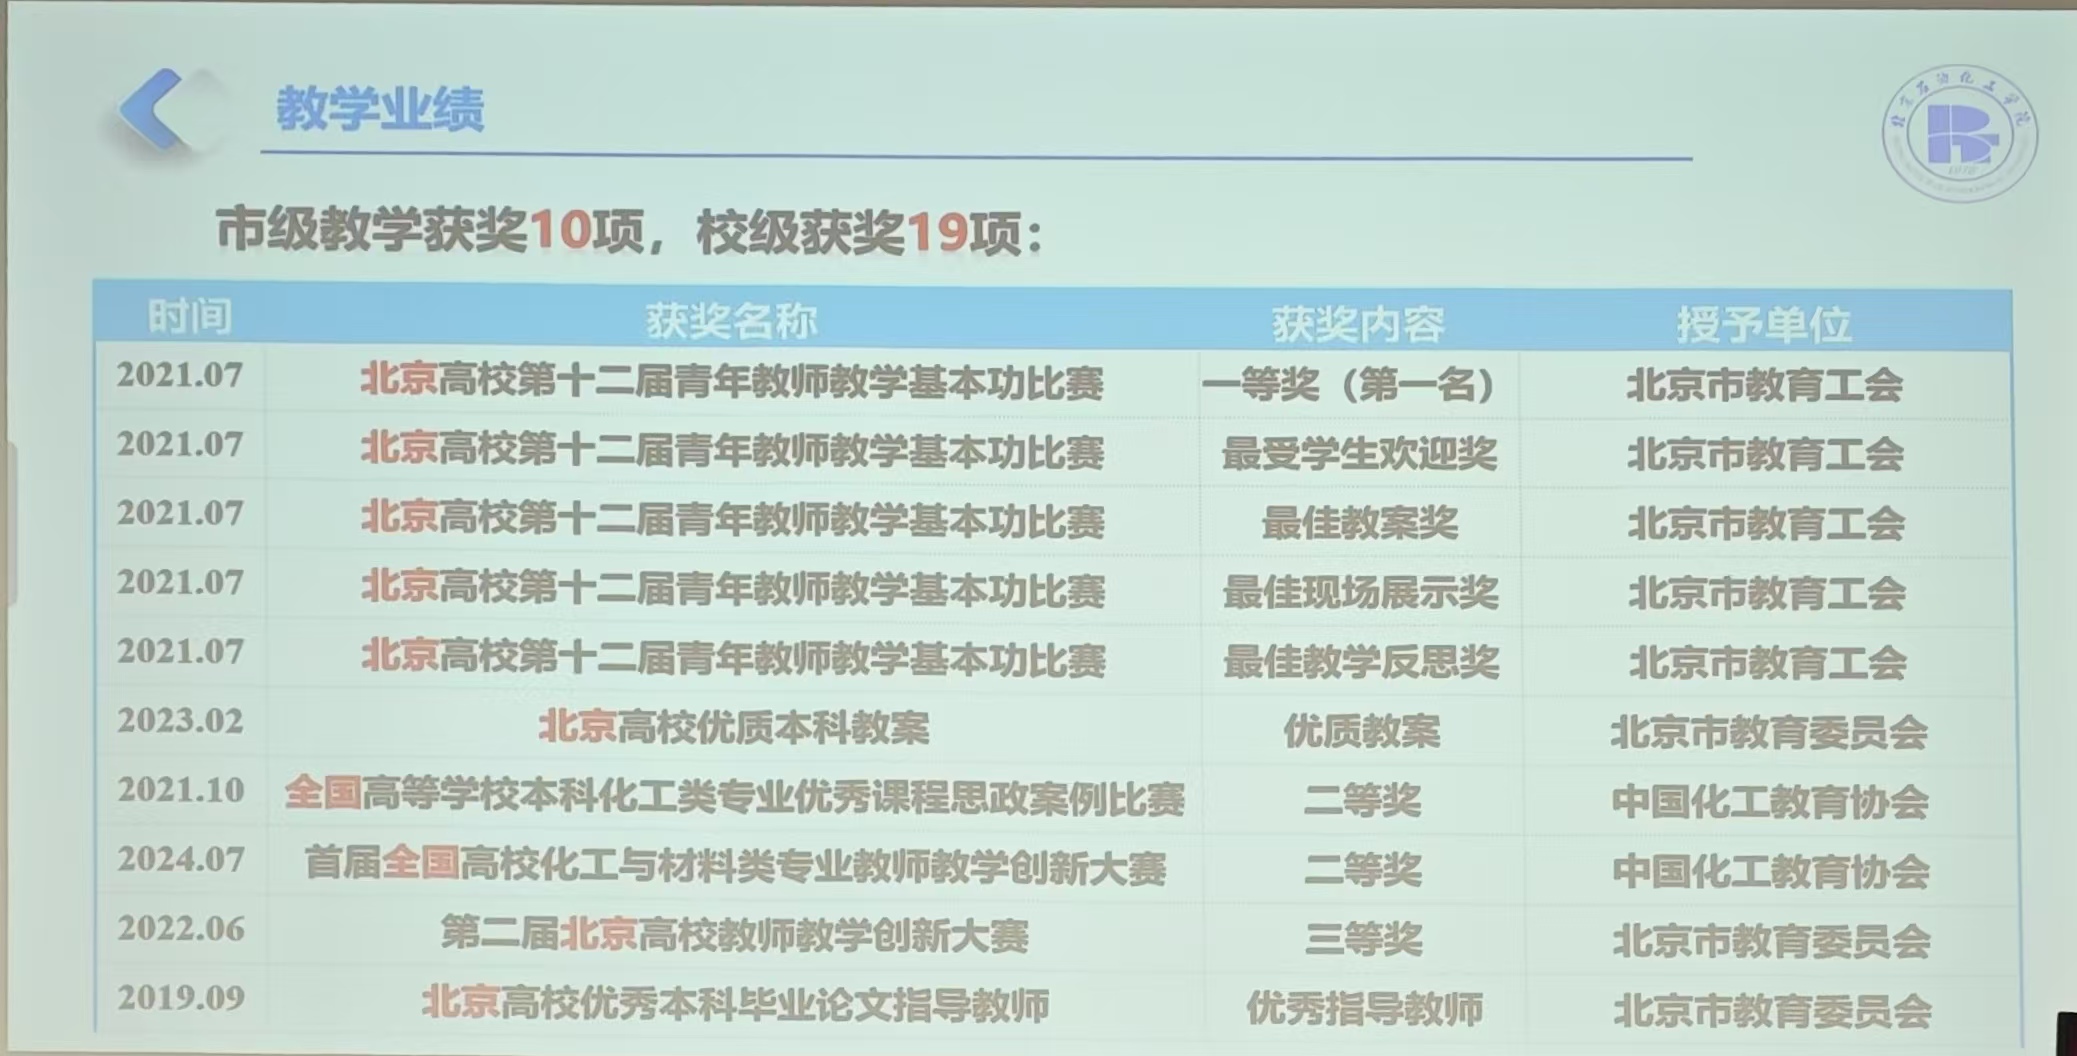 教学业绩
北京石油化工学院
1978
市级教学获奖10项，校级获奖19项：
时间 获奖名称 获奖内容 授予单位
2021.07 北京高校第十二届青年教师教学基本功比赛 一等奖（第一名） 北京市教育工会
2021.07 北京高校第十二届青年教师教学基本功比赛 最受学生欢迎奖 北京市教育工会
2021.07 北京高校第十二届青年教师教学基本功比赛 最佳教案奖 北京市教育工会
2021.07 北京高校第十二届青年教师教学基本功比赛 最佳现场展示奖 北京市教育工会
2021.07 北京高校第十二届青年教师教学基本功比赛 最佳教学反思奖 北京市教育工会
2023.02 北京高校优质本科教案 优质教案 北京市教育委员会
2021.10 全国高等学校本科化工类专业优秀课程思政案例比赛 二等奖 中国化工教育协会
2024.07 首届全国高校化工与材料类专业教师教学创新大赛 二等奖 中国化工教育协会
2022.06 第二届北京高校教师教学创新大赛 三等奖 北京市教育委员会
2019.09 北京高校优秀本科毕业论文指导教师 优秀指导教师 北京市教育委员会